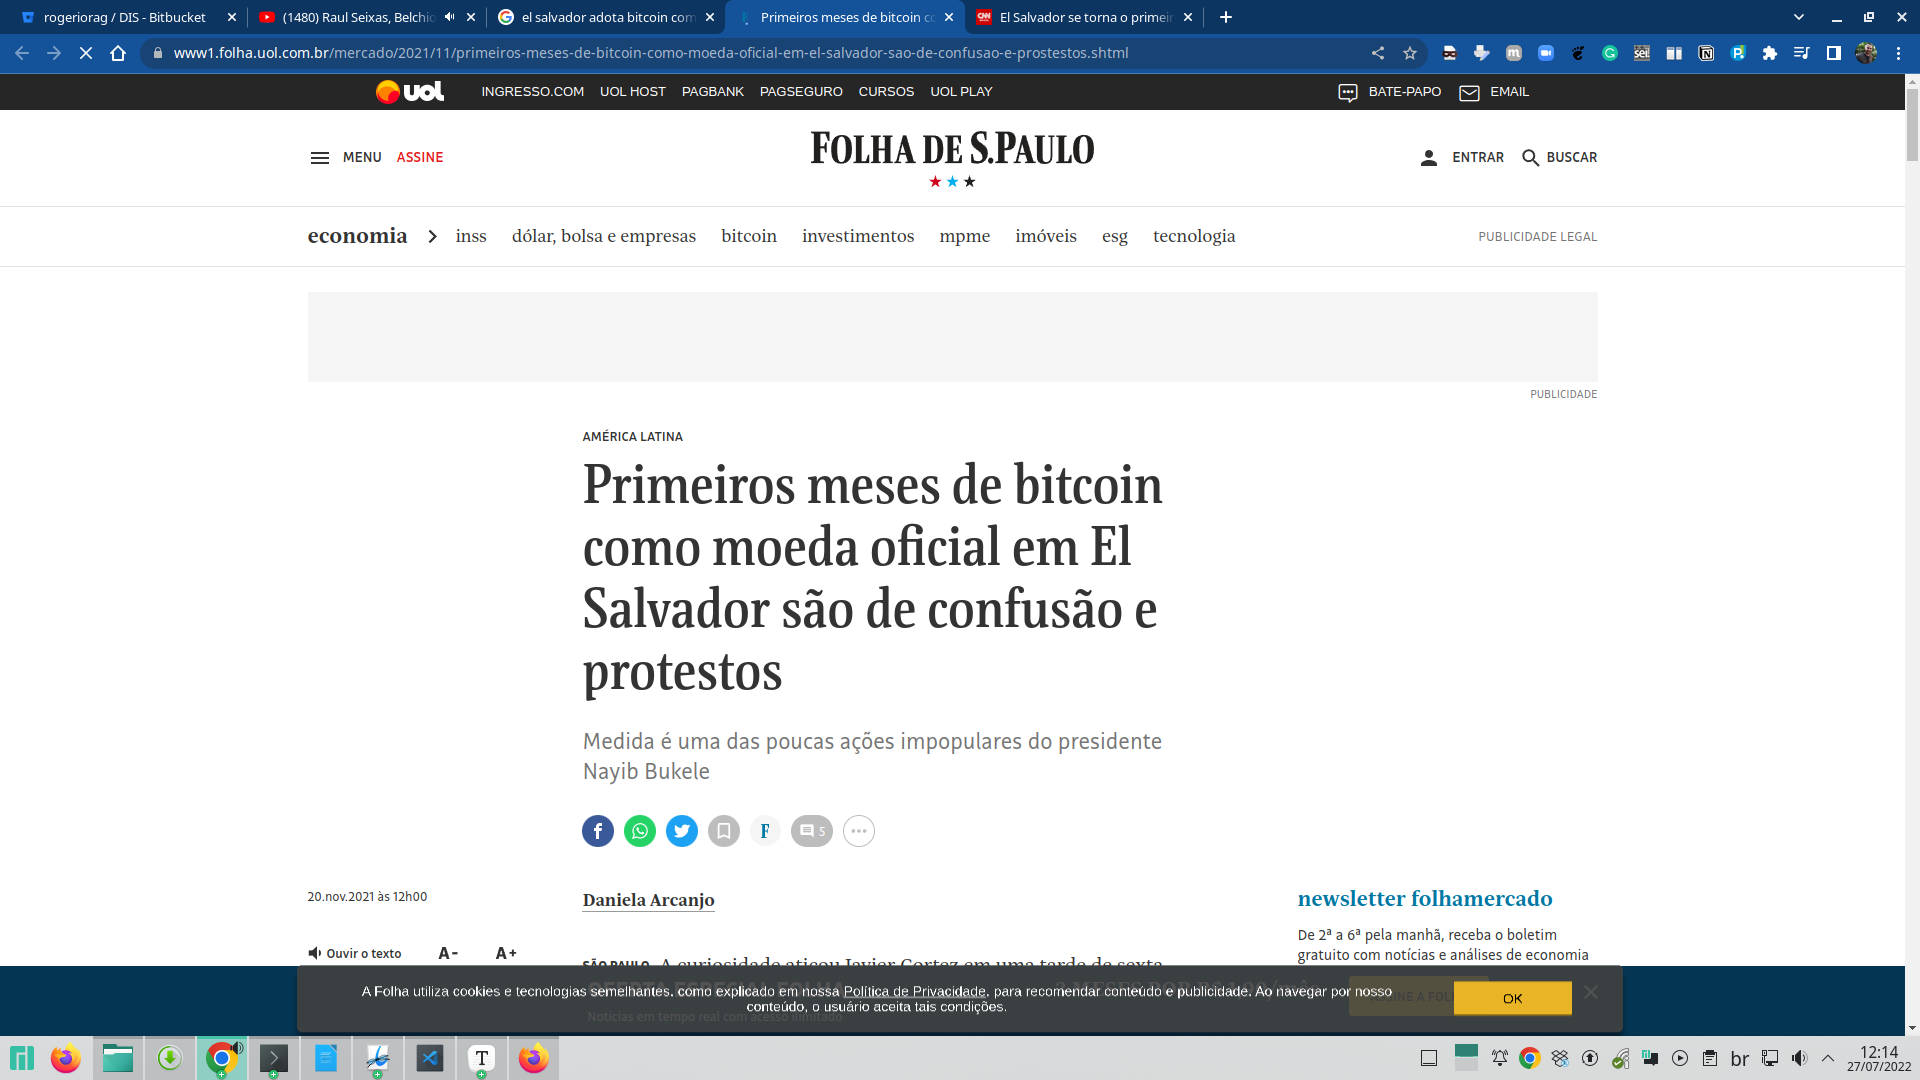 rogeriorag / DIS - Bitbucket
(1480) Raul Seixas, Belchio
el salvador adota bitcoin com
Primeiros meses de bitcoin co
El Salvador se torna o primeir
www1.folha.uol.com.br/mercado/2021/11/primeiros-meses-de-bitcoin-como-moeda-oficial-em-el-salvador-sao-de-confusao-e-prostestos.shtml
UOL INGRESSO.COM UOL HOST PAGBANK PAGSEGURO CURSOS UOL PLAY BATE-PAPO EMAIL
MENU ASSINE FOLHA DE S.PAULO ENTRAR BUSCAR
economia inss dólar, bolsa e empresas bitcoin investimentos mpme imóveis esg tecnologia PUBLICIDADE LEGAL
PUBLICIDADE
AMÉRICA LATINA
Primeiros meses de bitcoin
como moeda oficial em El
Salvador são de confusão e
protestos
Medida é uma das poucas ações impopulares do presidente
Nayib Bukele
F 5
20.nov.2021 às 12h00
Daniela Arcanjo
newsletter folhamercado
De 2ª a 6ª pela manhã, receba o boletim
gratuito com notícias e análises de economia
Ouvir o texto A- A+
SÃO PAULO A curiosidade atiçou Javier Cortez em uma tarde de sexta
A Folha utiliza cookies e tecnologias semelhantes, como explicado em nossa Política de Privacidade, para recomendar conteúdo e publicidade. Ao navegar por nosso
conteúdo, o usuário aceita tais condições.
OK
Notícias em tempo real com acesso ilimitado
br 12:14
27/07/2022